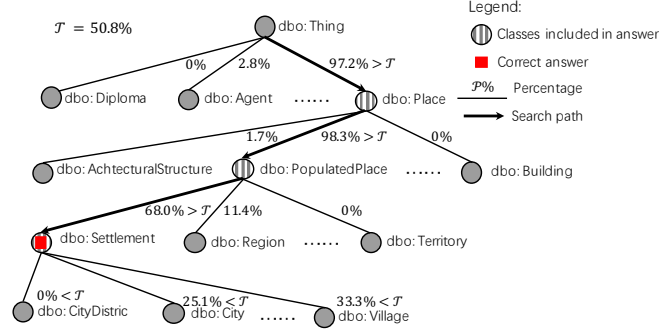 𝒯 = 50.8%
dbo: Thing
Legend:
Classes included in answer
Correct answer
𝒫% Percentage
Search path
0% 2.8% 97.2% > 𝒯
dbo: Diploma dbo: Agent ...... dbo: Place
1.7% 98.3% > 𝒯 0%
dbo: AchtecturalStructure dbo: PopulatedPlace ...... dbo: Building
68.0% > 𝒯 11.4% 0%
dbo: Settlement dbo: Region ...... dbo: Territory
0% < 𝒯 25.1% < 𝒯 33.3% < 𝒯
dbo: CityDistric dbo: City ...... dbo: Village